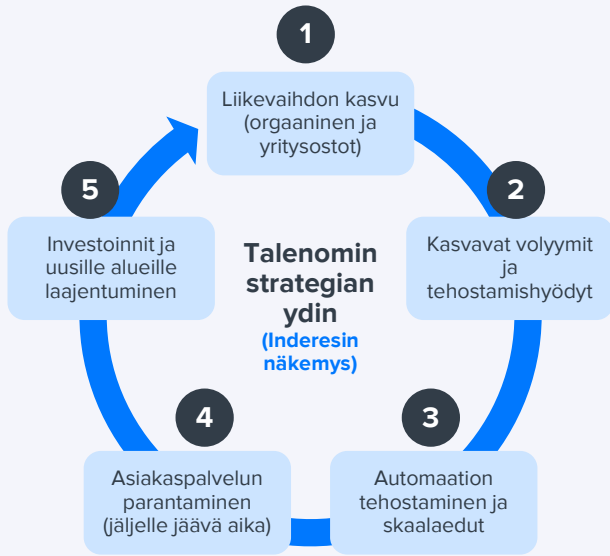 1
Liikevaihdon kasvu
(orgaaninen ja
yritysostot)
2
Kasvavat volyymit
ja
tehostamishyödyt
3
Automaation
tehostaminen ja
skaalaedut
4
Asiakaspalvelun
parantaminen
(jäljelle jäävä aika)
5
Investoinnit ja
uusille alueille
laajentuminen
Talenomin
strategian
ydin
(Inderesin
näkemys)